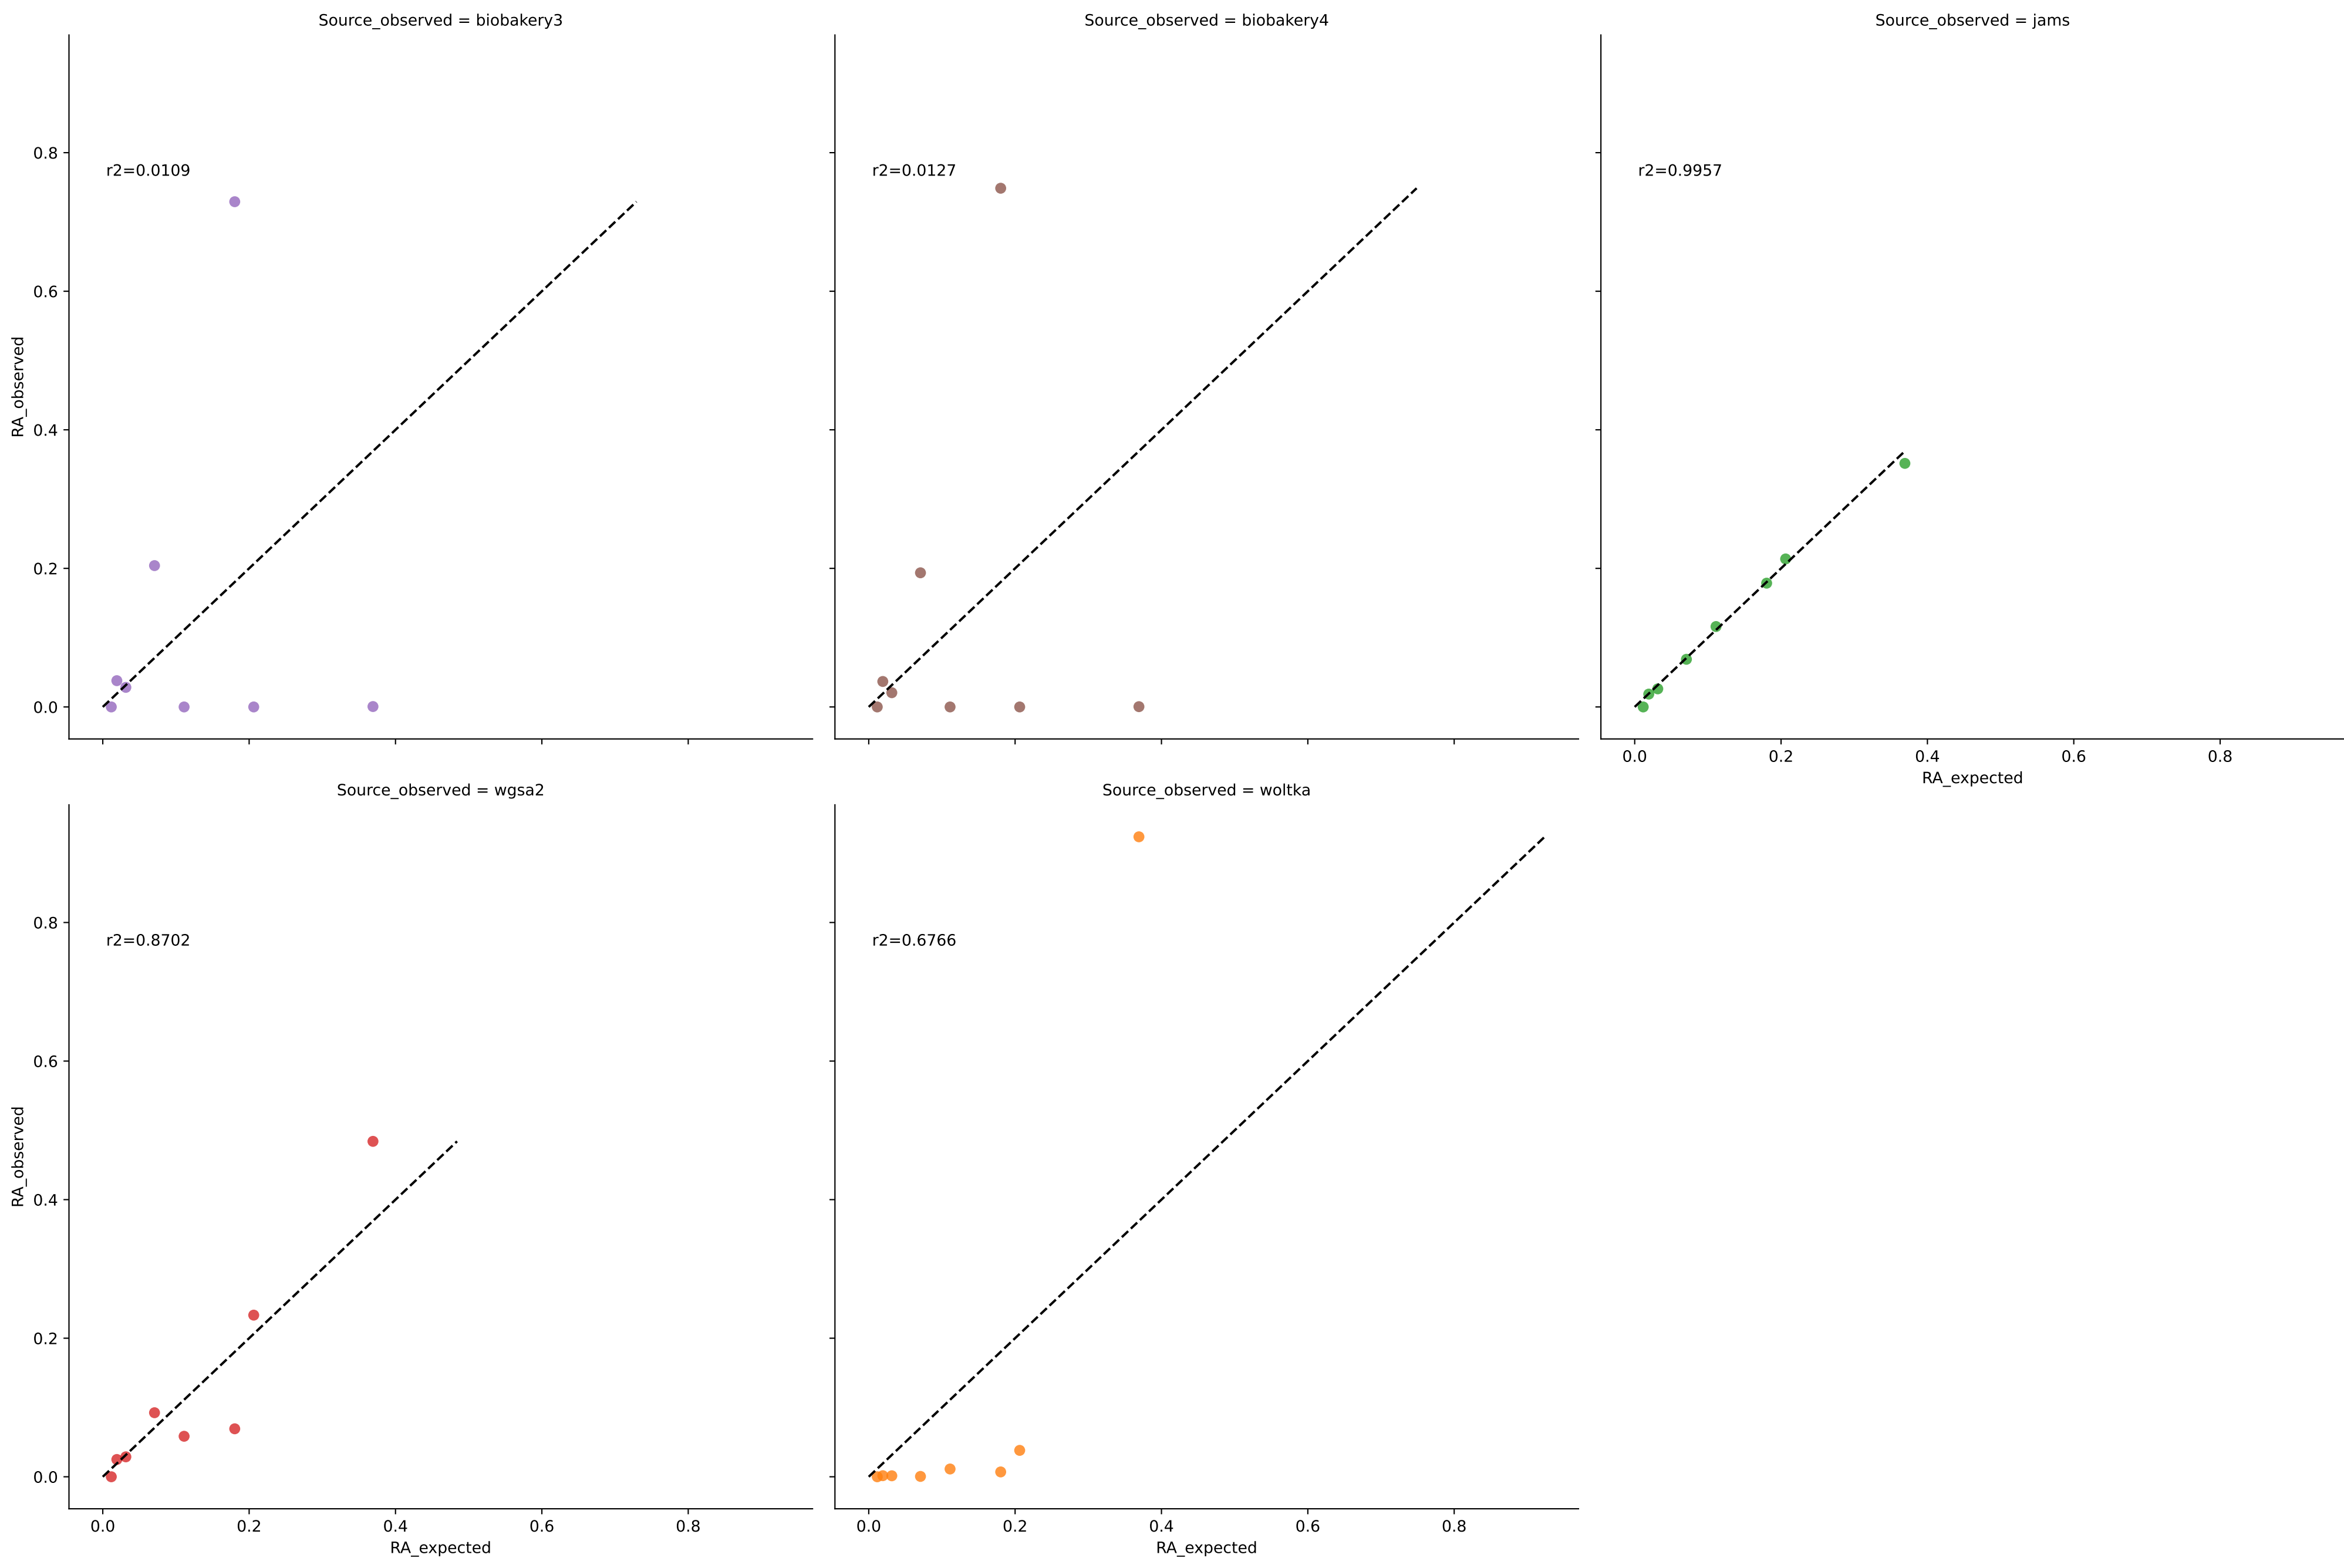 Source_observed = biobakery3
Source_observed = biobakery4
Source_observed = jams
0.8
0.6
0.4
0.2
0.0
RA_observed
r2=0.0109
r2=0.0127
r2=0.9957
0.0 0.2 0.4 0.6 0.8
RA_expected
Source_observed = wgsa2
Source_observed = woltka
0.8
0.6
0.4
0.2
0.0
RA_observed
r2=0.8702
r2=0.6766
0.0 0.2 0.4 0.6 0.8
RA_expected
0.0 0.2 0.4 0.6 0.8
RA_expected